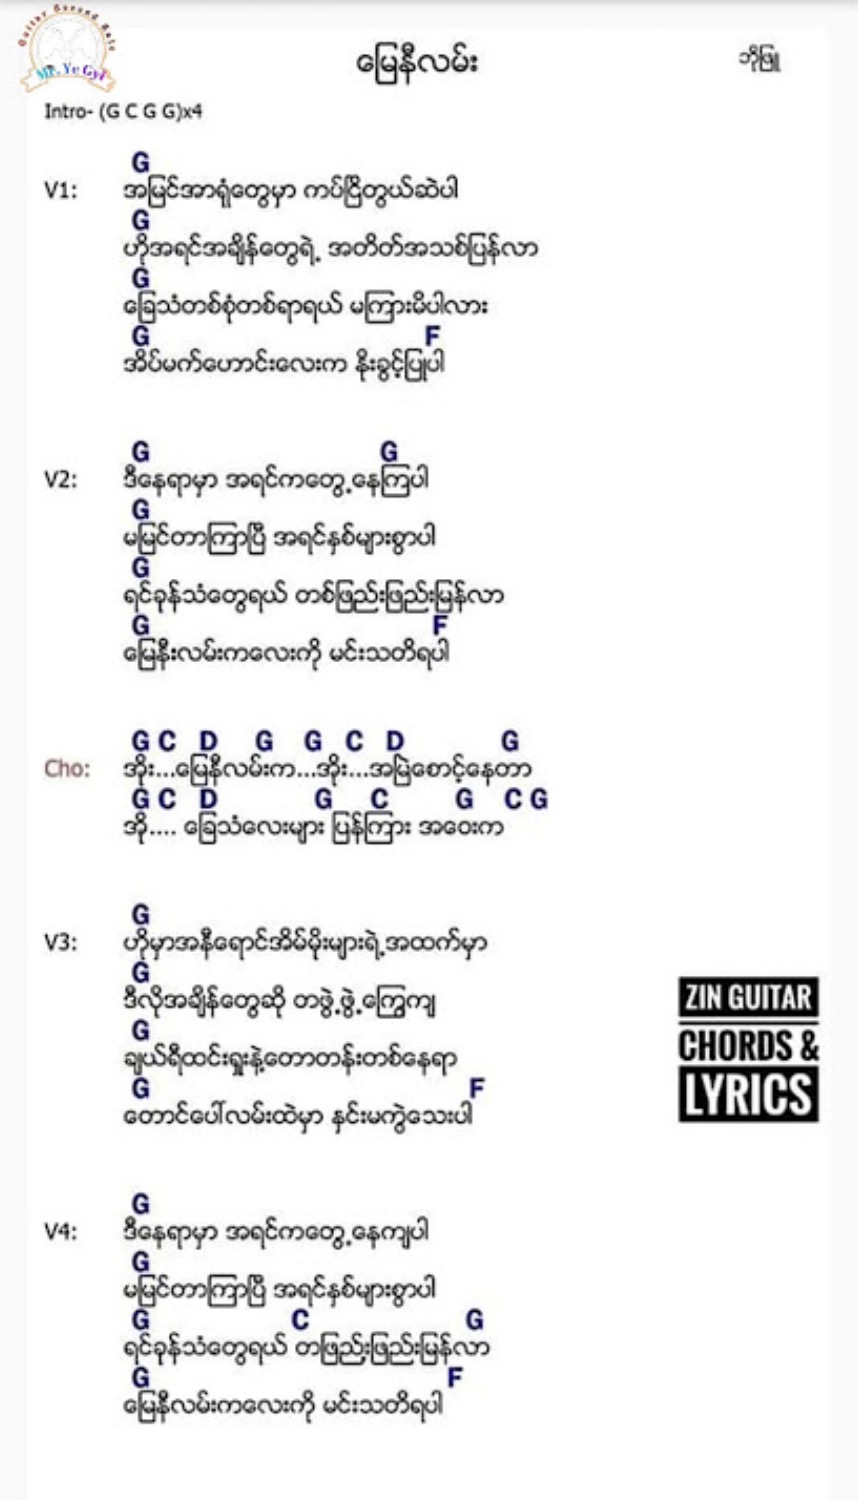 Guitar Sound Note
Mr. Ye Gyi
မြေနီလမ်း
ဘိုဖြူ
Intro- (G C G G)x4
G
V1: အမြင်အာရုံတွေမှာ ကပ်ငြိတွယ်ဆဲပါ
G
ဟိုအရင်အချိန်တွေရဲ့ အတိတ်အသစ်ပြန်လာ
G
ခြေသံတစ်စုံတစ်ရာရယ် မကြားမိပါလား
G F
အိပ်မက်ဟောင်းလေးက နိုးခွင့်ပြုပါ
G G
V2: ဒီနေရာမှာ အရင်ကတွေ့နေကြပါ
G
မမြင်တာကြာပြီ အရင်နှစ်များစွာပါ
G
ရင်ခုန်သံတွေရယ် တစ်ဖြည်းဖြည်းမြန်လာ
G F
မြေနီးလမ်းကလေးကို မင်းသတိရပါ
G C D G G C D G
Cho: အိုး...မြေနီလမ်းက...အိုး...အမြဲစောင့်နေတာ
G C D G C G C G
အို.... ခြေသံလေးများ ပြန်ကြား အဝေးက
G
V3: ဟိုမှာအနီရောင်အိမ်မိုးများရဲ့အထက်မှာ
G
ဒီလိုအချိန်တွေဆို တဖွဲ့ဖွဲ့ကြွေကျ
G
ချယ်ရီထင်းရှူးနဲ့တောတန်းတစ်နေရာ
G F
တောင်ပေါ်လမ်းထဲမှာ နှင်းမကွဲသေးပါ
G
V4: ဒီနေရာမှာ အရင်ကတွေ့နေကျပါ
G
မမြင်တာကြာပြီ အရင်နှစ်များစွာပါ
G C G
ရင်ခုန်သံတွေရယ် တဖြည်းဖြည်းမြန်လာ
G F
မြေနီလမ်းကလေးကို မင်းသတိရပါ
ZIN GUITAR
CHORDS &
LYRICS